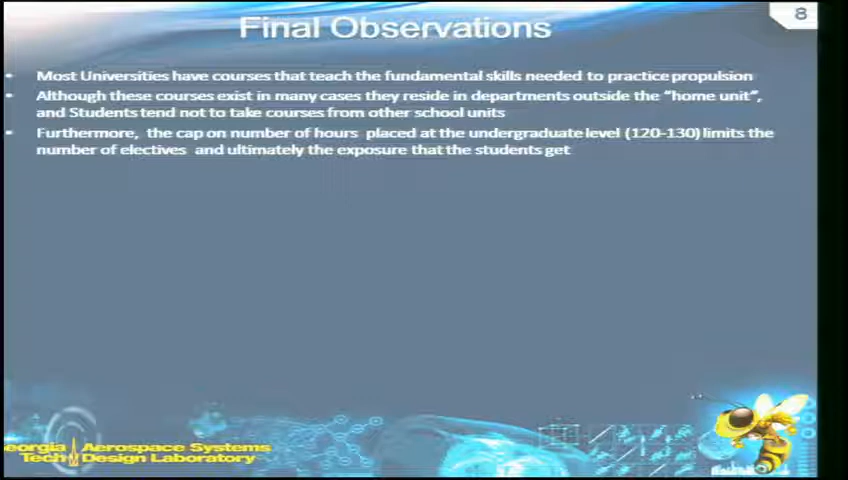 Final Observations
8
• Most Universities have courses that teach the fundamental skills needed to practice propulsion
• Although these courses exist in many cases they reside in departments outside the "home unit",
and Students tend not to take courses from other school units
• Furthermore, the cap on number of hours placed at the undergraduate level (120-130) limits the
number of electives and ultimately the exposure that the students get
eorgia Aerospace Systems
Tech Design Laboratory